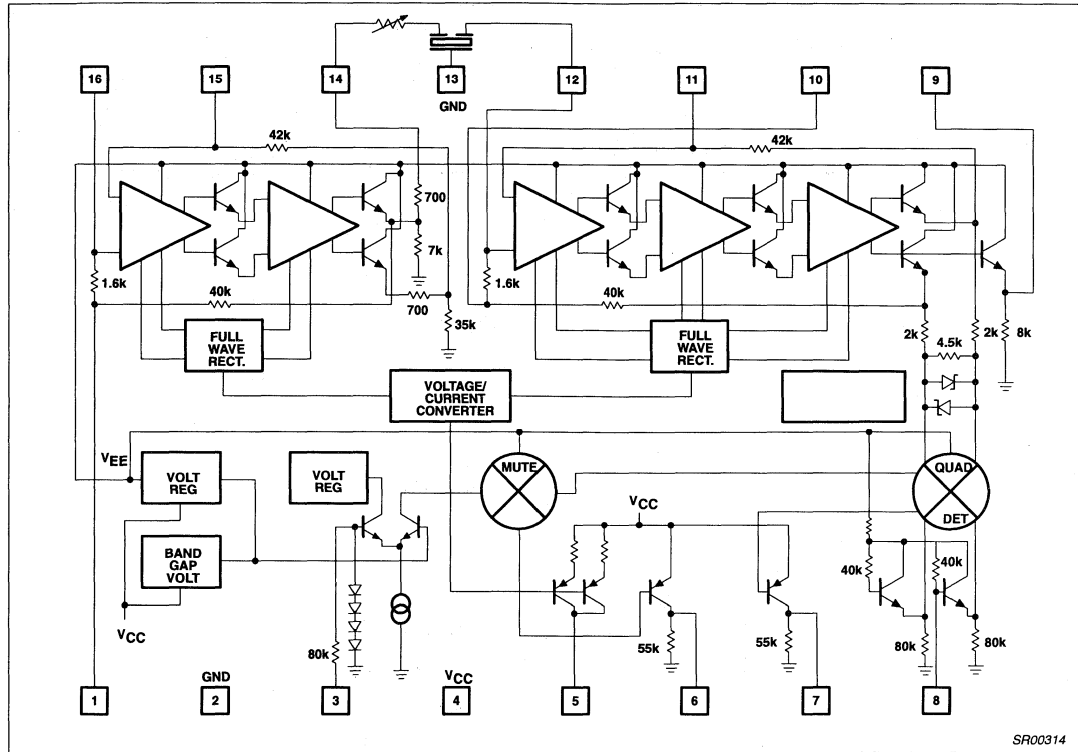 16
15
14
13
12
11
10
9
GND
42k
42k
700
7k
1.6k
40k
700
35k
1.6k
40k
2k
2k
8k
4.5k
FULL
WAVE
RECT.
FULL
WAVE
RECT.
VOLTAGE/
CURRENT
CONVERTER
VEE
VOLT
REG
VOLT
REG
MUTE
QUAD
DET
VCC
BAND
GAP
VOLT
40k
40k
VCC
80k
55k
55k
80k
80k
GND
VCC
1
2
3
4
5
6
7
8
SR00314